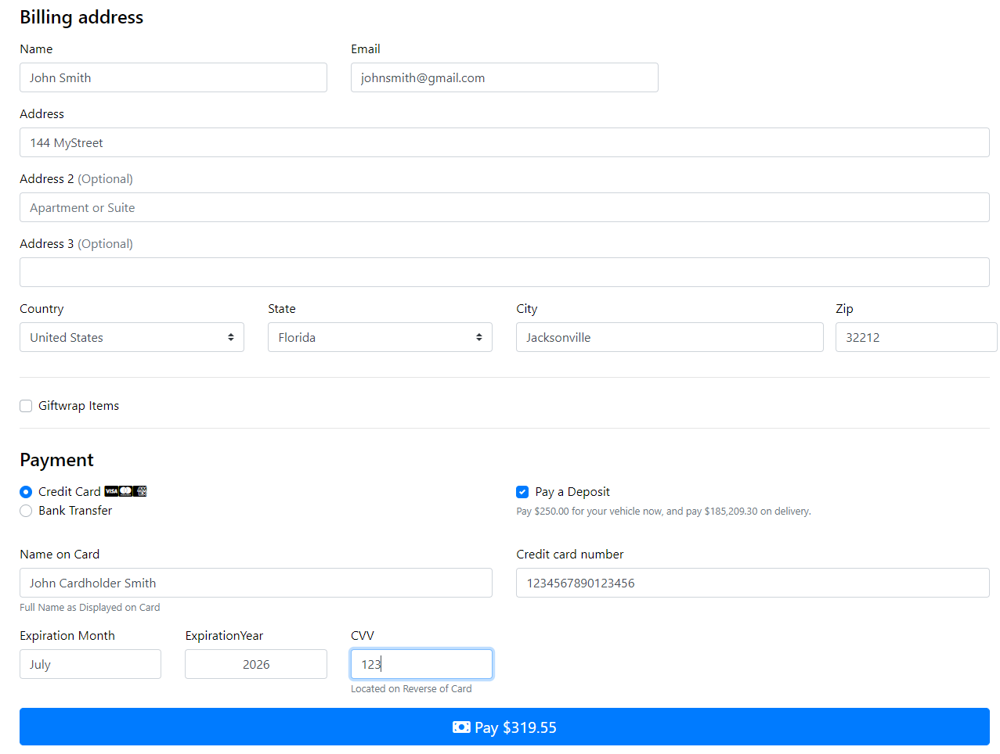 Billing address
Name Email
John Smith johnsmith@gmail.com
Address
144 MyStreet
Address 2 (Optional)
Apartment or Suite
Address 3 (Optional)
Country State City Zip
United States Florida Jacksonville 32212
Giftwrap Items
Payment
Credit Card VISA AM EX Pay a Deposit
Bank Transfer Pay $250.00 for your vehicle now, and pay $185,209.30 on delivery.
Name on Card Credit card number
John Cardholder Smith 1234567890123456
Full Name as Displayed on Card
Expiration Month ExpirationYear CVV
July 2026 123
Located on Reverse of Card
Pay $319.55